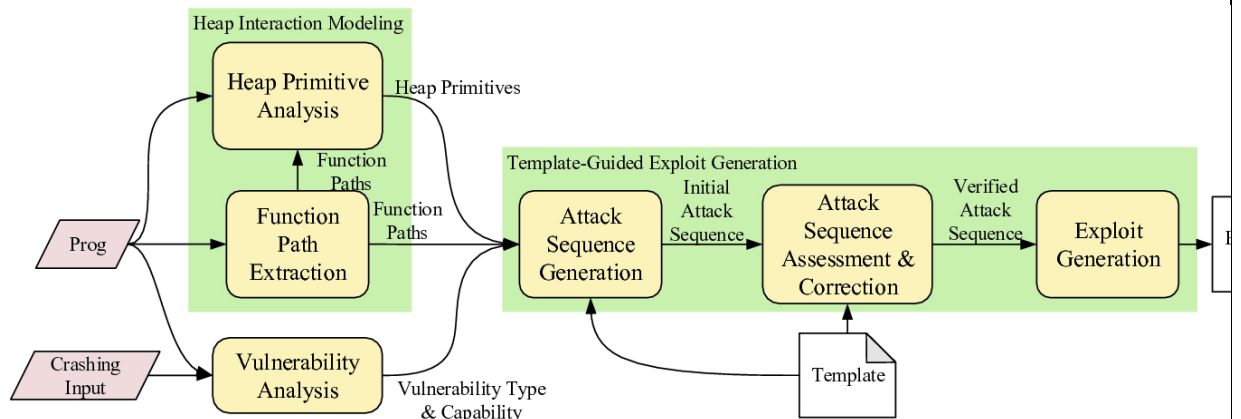 Heap Interaction Modeling
Heap Primitive
Analysis
Heap Primitives
Function
Paths
Function
Path
Extraction
Function
Paths
Prog
Crashing
Input
Vulnerability
Analysis
Vulnerability Type
& Capability
Template-Guided Exploit Generation
Attack
Sequence
Generation
Initial
Attack
Sequence
Attack
Sequence
Assessment &
Correction
Verified
Attack
Sequence
Exploit
Generation
Template